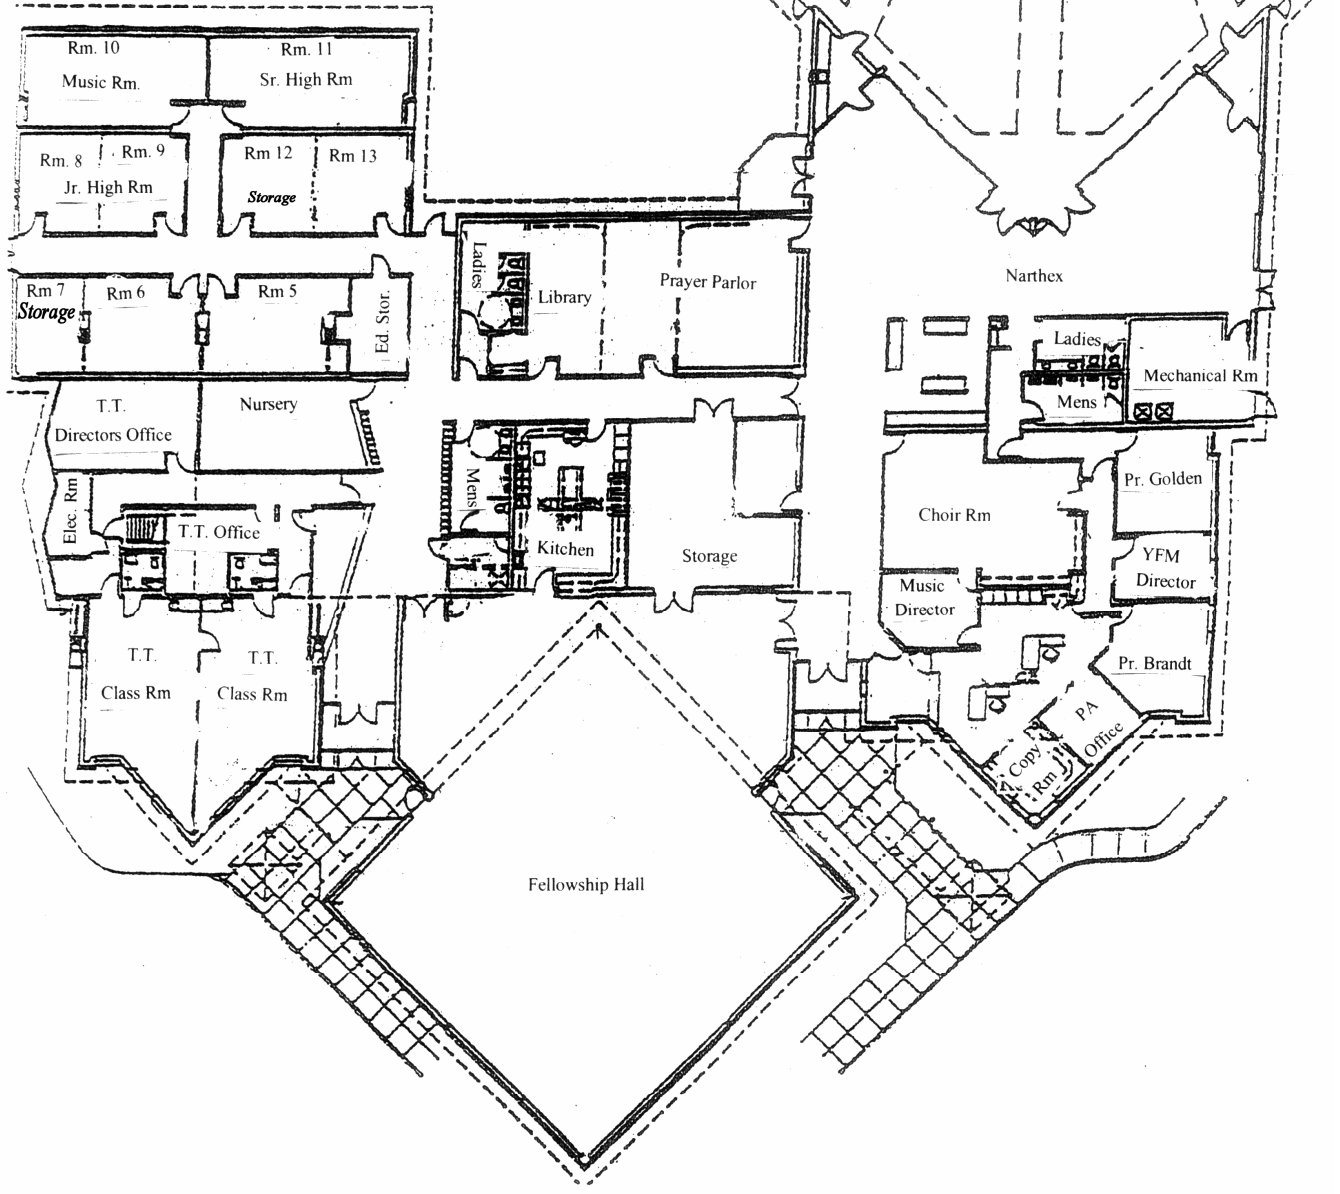 Rm. 10
Music Rm.
Rm. 11
Sr. High Rm
Rm. 8
Rm. 9
Jr. High Rm
Rm 12
Storage
Rm 13
Rm 7
Storage
Rm 6
Rm 5
Ed. Stor.
Ladies
Library
Prayer Parlor
Narthex
Ladies
Mens
Mechanical Rm
T.T.
Directors Office
Nursery
Elec. Rm
T.T. Office
Mens
Kitchen
Storage
Choir Rm
Pr. Golden
YFM
Director
Music
Director
Pr. Brandt
T.T.
Class Rm
T.T.
Class Rm
PA
Office
Copy
Rm
Fellowship Hall